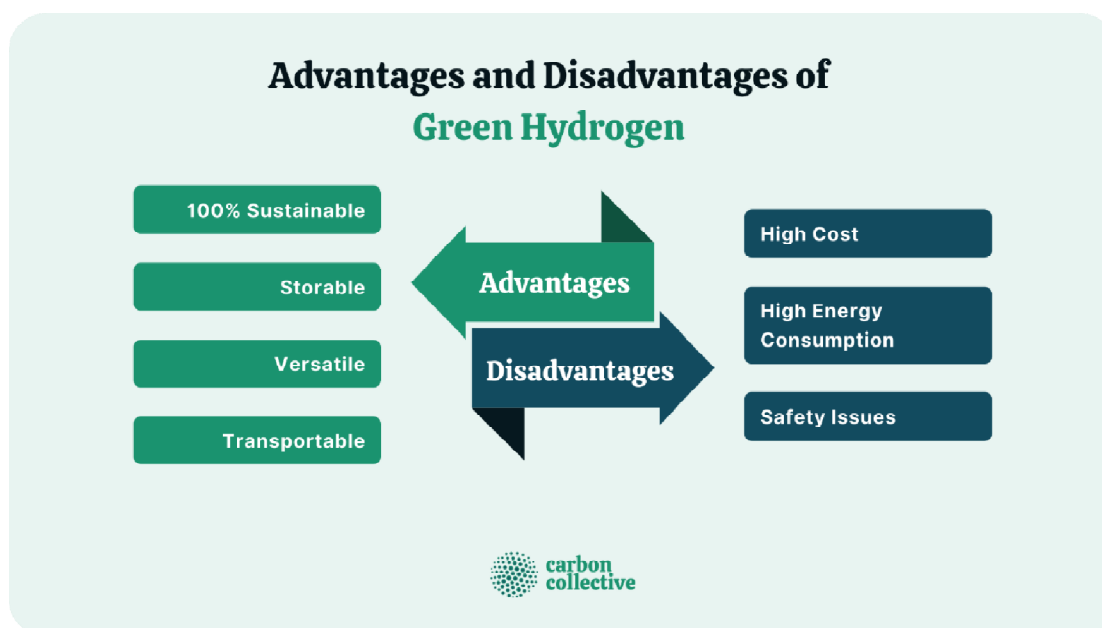 Advantages and Disadvantages of
Green Hydrogen
100% Sustainable
Storable
Versatile
Transportable
Advantages
Disadvantages
High Cost
High Energy
Consumption
Safety Issues
carbon
collective